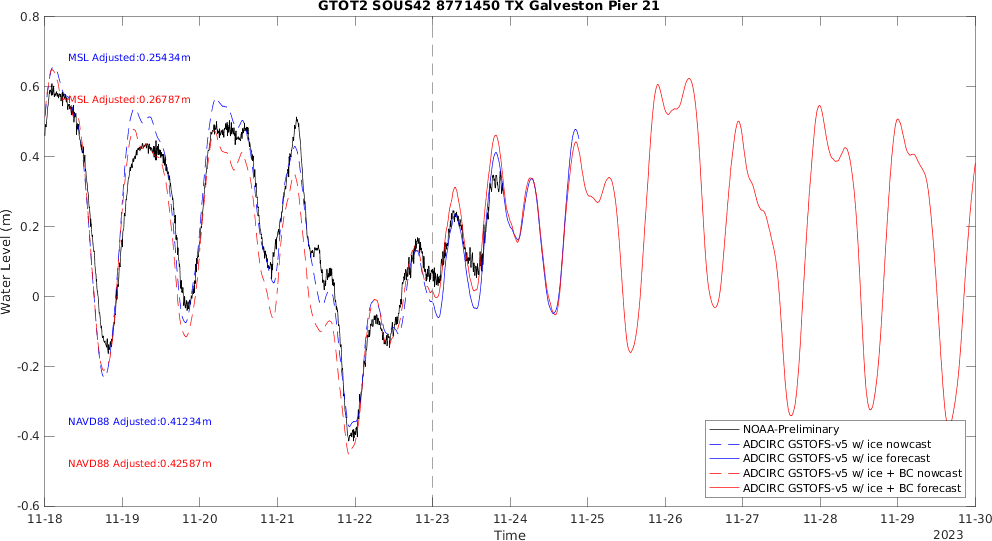 GTOT2 SOUS42 8771450 TX Galveston Pier 21
0.8
0.6
0.4
0.2
0
-0.2
-0.4
-0.6
Water Level (m)
MSL Adjusted:0.25434m
MSL Adjusted:0.26787m
NAVD88 Adjusted:0.41234m
NAVD88 Adjusted:0.42587m
NOAA-Preliminary
ADCIRC GSTOFS-v5 w/ ice nowcast
ADCIRC GSTOFS-v5 w/ ice forecast
ADCIRC GSTOFS-v5 w/ ice + BC nowcast
ADCIRC GSTOFS-v5 w/ ice + BC forecast
11-18 11-19 11-20 11-21 11-22 11-23 11-24 11-25 11-26 11-27 11-28 11-29 11-30
Time
2023